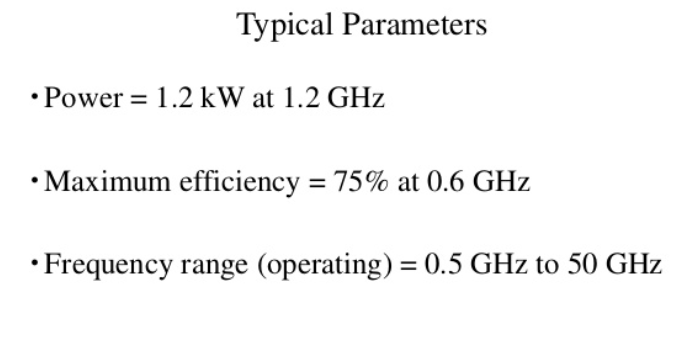 Typical Parameters
•Power = 1.2 kW at 1.2 GHz
•Maximum efficiency = 75% at 0.6 GHz
•Frequency range (operating) = 0.5 GHz to 50 GHz